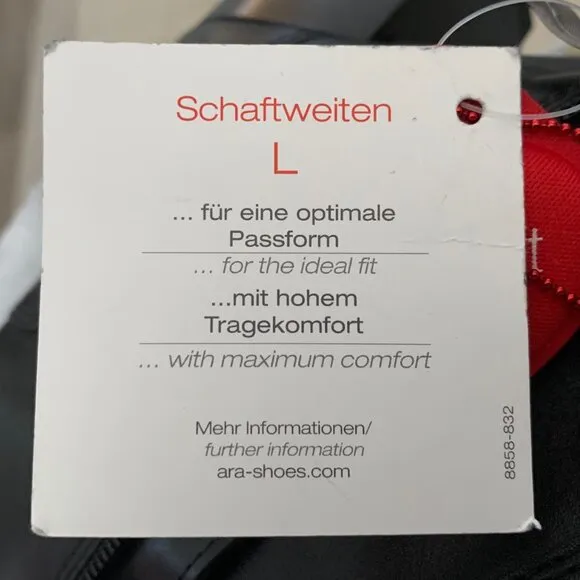 Schaftweiten
L
... für eine optimale
Passform
... for the ideal fit
...mit hohem
Tragekomfort
... with maximum comfort
Mehr Informationen/
further information
ara-shoes.com
8858-832